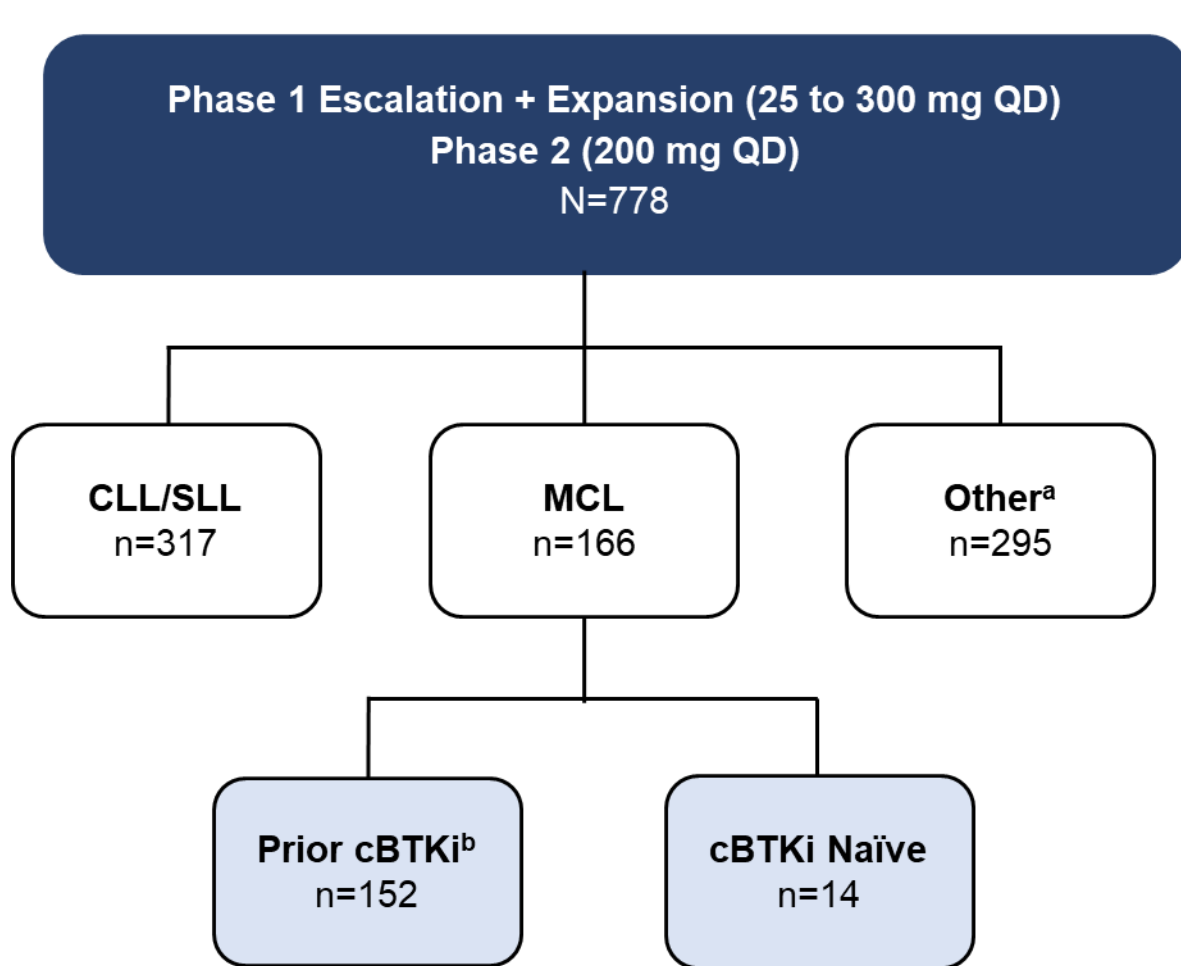 Phase 1 Escalation + Expansion (25 to 300 mg QD)
Phase 2 (200 mg QD)
N=778
CLL/SLL
n=317
MCL
n=166
Otherᵃ
n=295
Prior cBTKiᵇ
n=152
cBTKi Naïve
n=14